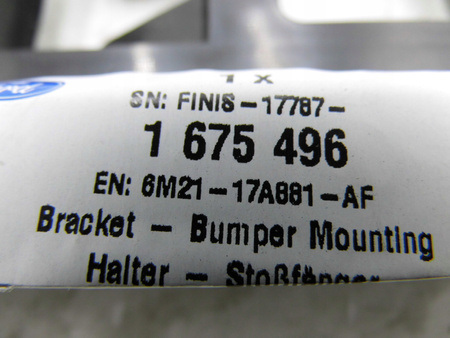 1 X
SN: FINIS-17787-
1 675 496
EN: 6M21-17A881-AF
Bracket - Bumper Mounting
Halter - Stoßfänger